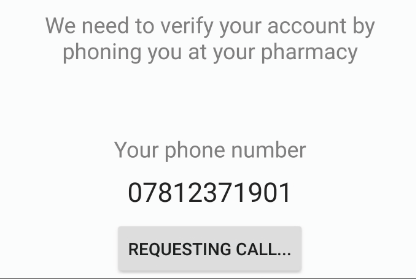 We need to verify your account by
phoning you at your pharmacy
Your phone number
07812371901
REQUESTING CALL...